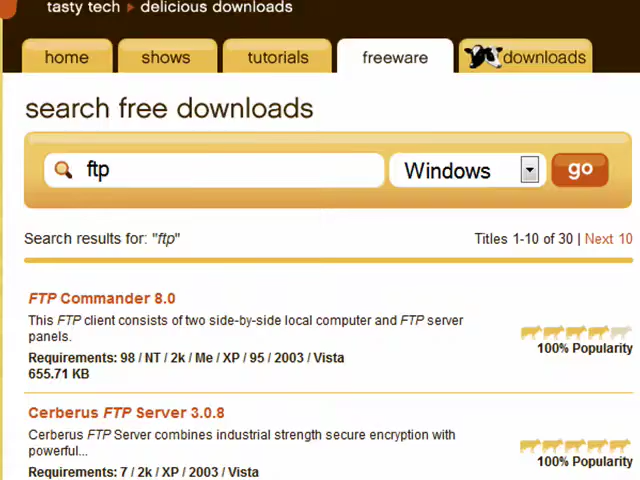 tasty tech ▸ delicious downloads
home shows tutorials freeware downloads
search free downloads
ftp Windows go
Search results for: "ftp" Titles 1-10 of 30 | Next 10
FTP Commander 8.0
This FTP client consists of two side-by-side local computer and FTP server
panels.
100% Popularity
Requirements: 98 / NT / 2k / Me / XP / 95 / 2003 / Vista
655.71 KB
Cerberus FTP Server 3.0.8
Cerberus FTP Server combines industrial strength secure encryption with
powerful...
100% Popularity
Requirements: 7 / 2k / XP / 2003 / Vista